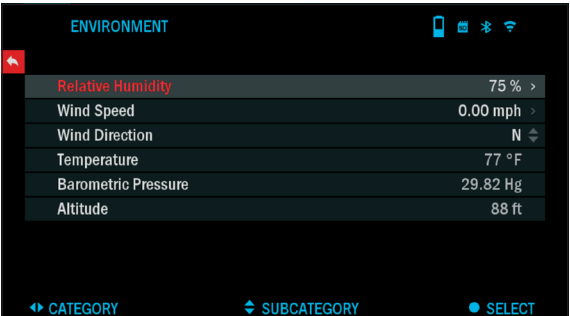 ENVIRONMENT
Relative Humidity 75 % >
Wind Speed 0.00 mph >
Wind Direction N
Temperature 77 °F
Barometric Pressure 29.82 Hg
Altitude 88 ft
CATEGORY SUBCATEGORY SELECT